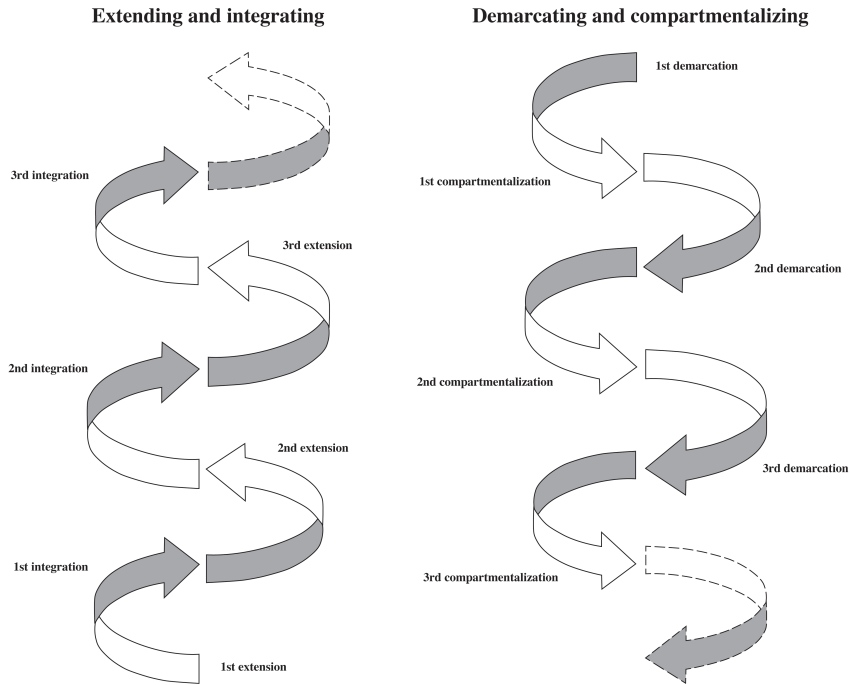 Extending and integrating
3rd integration
3rd extension
2nd integration
2nd extension
1st integration
1st extension
Demarcating and compartmentalizing
1st demarcation
1st compartmentalization
2nd demarcation
2nd compartmentalization
3rd demarcation
3rd compartmentalization